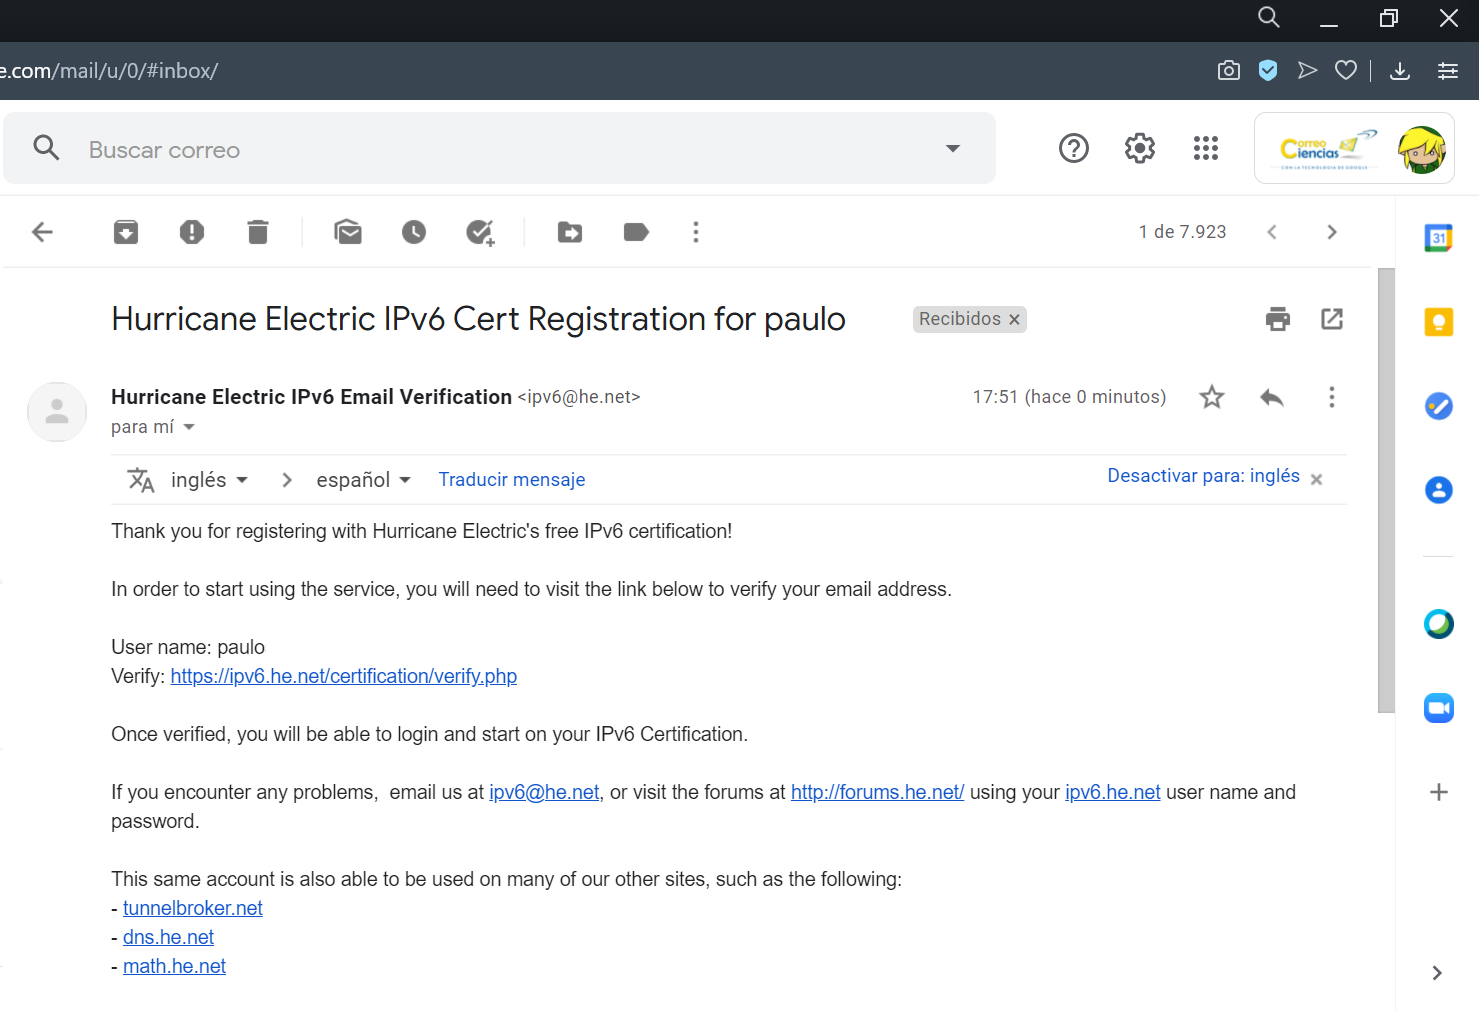 e.com/mail/u/0/#inbox/
Buscar correo
Correo
Ciencias
CON LA TECNOLOGÍA DE GOOGLE
1 de 7.923
31
Hurricane Electric IPv6 Cert Registration for paulo
Recibidos ×
Hurricane Electric IPv6 Email Verification <ipv6@he.net>
17:51 (hace 0 minutos)
para mí
inglés > español Traducir mensaje
Desactivar para: inglés ×
Thank you for registering with Hurricane Electric's free IPv6 certification!
In order to start using the service, you will need to visit the link below to verify your email address.
User name: paulo
Verify: https://ipv6.he.net/certification/verify.php
Once verified, you will be able to login and start on your IPv6 Certification.
If you encounter any problems,  email us at ipv6@he.net, or visit the forums at http://forums.he.net/ using your ipv6.he.net user name and
password.
This same account is also able to be used on many of our other sites, such as the following:
- tunnelbroker.net
- dns.he.net
- math.he.net